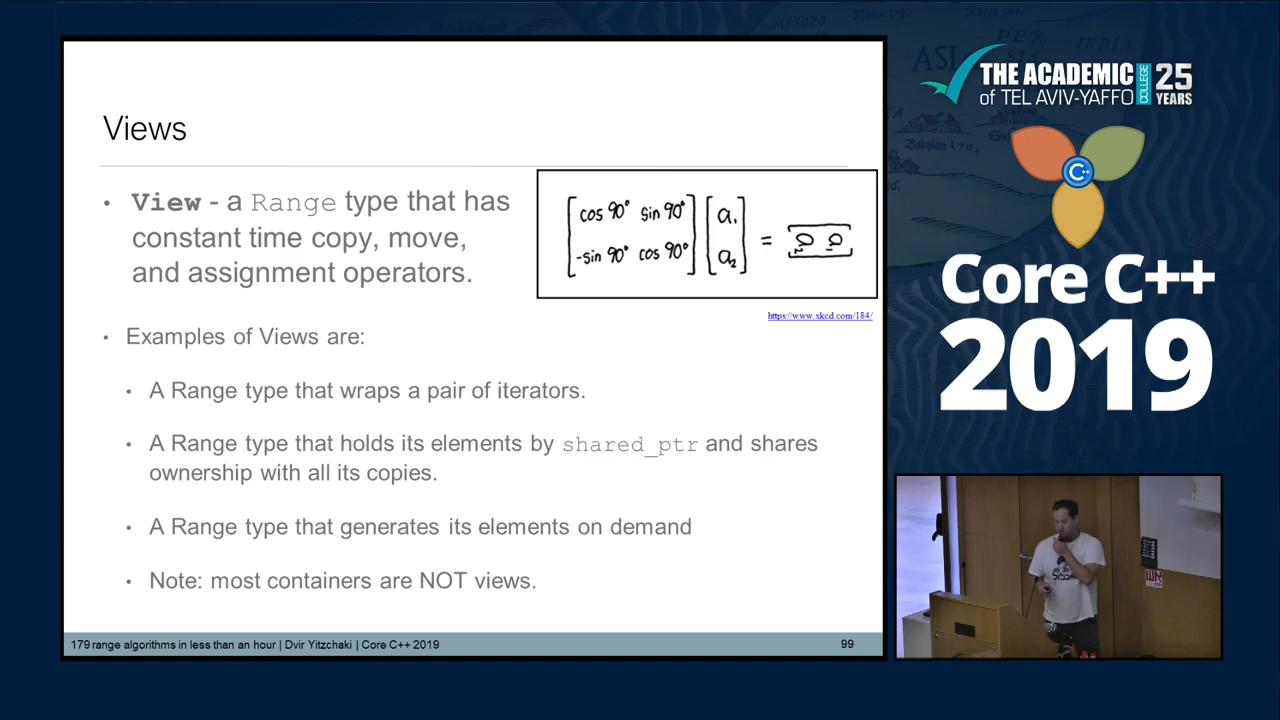 Views
• View - a Range type that has
constant time copy, move,
and assignment operators.
cos 90° sin 90°
-sin 90° cos 90°
a₁
a₂
=
https://www.xkcd.com/184/
• Examples of Views are:
• A Range type that wraps a pair of iterators.
• A Range type that holds its elements by shared_ptr and shares
ownership with all its copies.
• A Range type that generates its elements on demand
• Note: most containers are NOT views.
179 range algorithms in less than an hour | Dvir Yitzchaki | Core C++ 2019
99
THE ACADEMIC
of TEL AVIV-YAFFO
COLLEGE
25
YEARS
C++
Core C++
2019